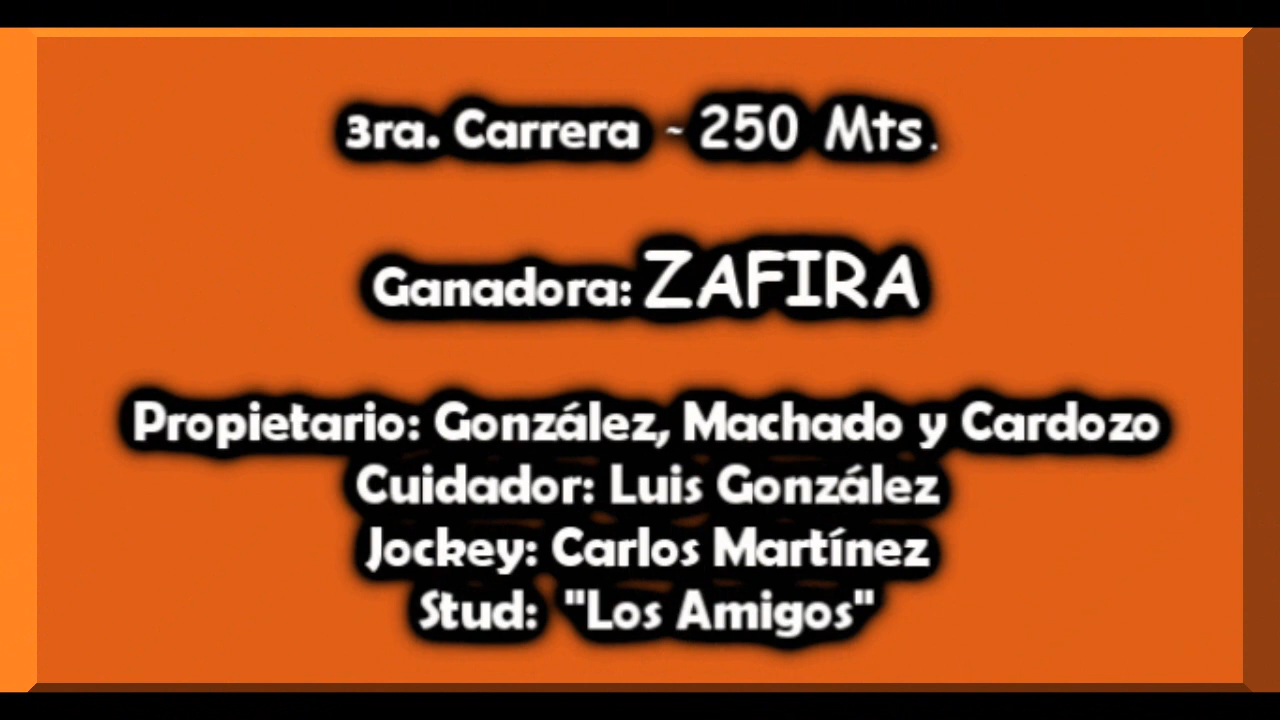 3ra. Carrera - 250 Mts.
Ganadora: ZAFIRA
Propietario: González, Machado y Cardozo
Cuidador: Luis González
Jockey: Carlos Martínez
Stud: "Los Amigos"